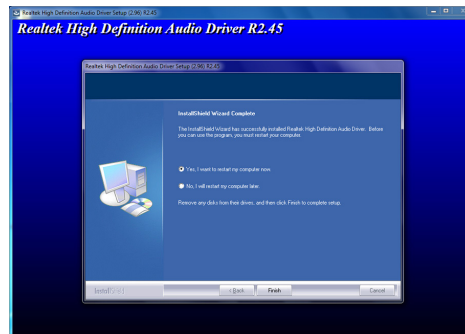 Realtek High Definition Audio Driver Setup (2.96) R2.45
Realtek High Definition Audio Driver R2.45
Realtek High Definition Audio Driver Setup (2.96) R2.45
InstallShield Wizard Complete
The InstallShield Wizard has successfully installed Realtek High Definition Audio Driver. Before
you can use the program, you must restart your computer.
Yes, I want to restart my computer now.
No, I will restart my computer later.
Remove any disks from their drives, and then click Finish to complete setup.
InstallShield
< Back
Finish
Cancel